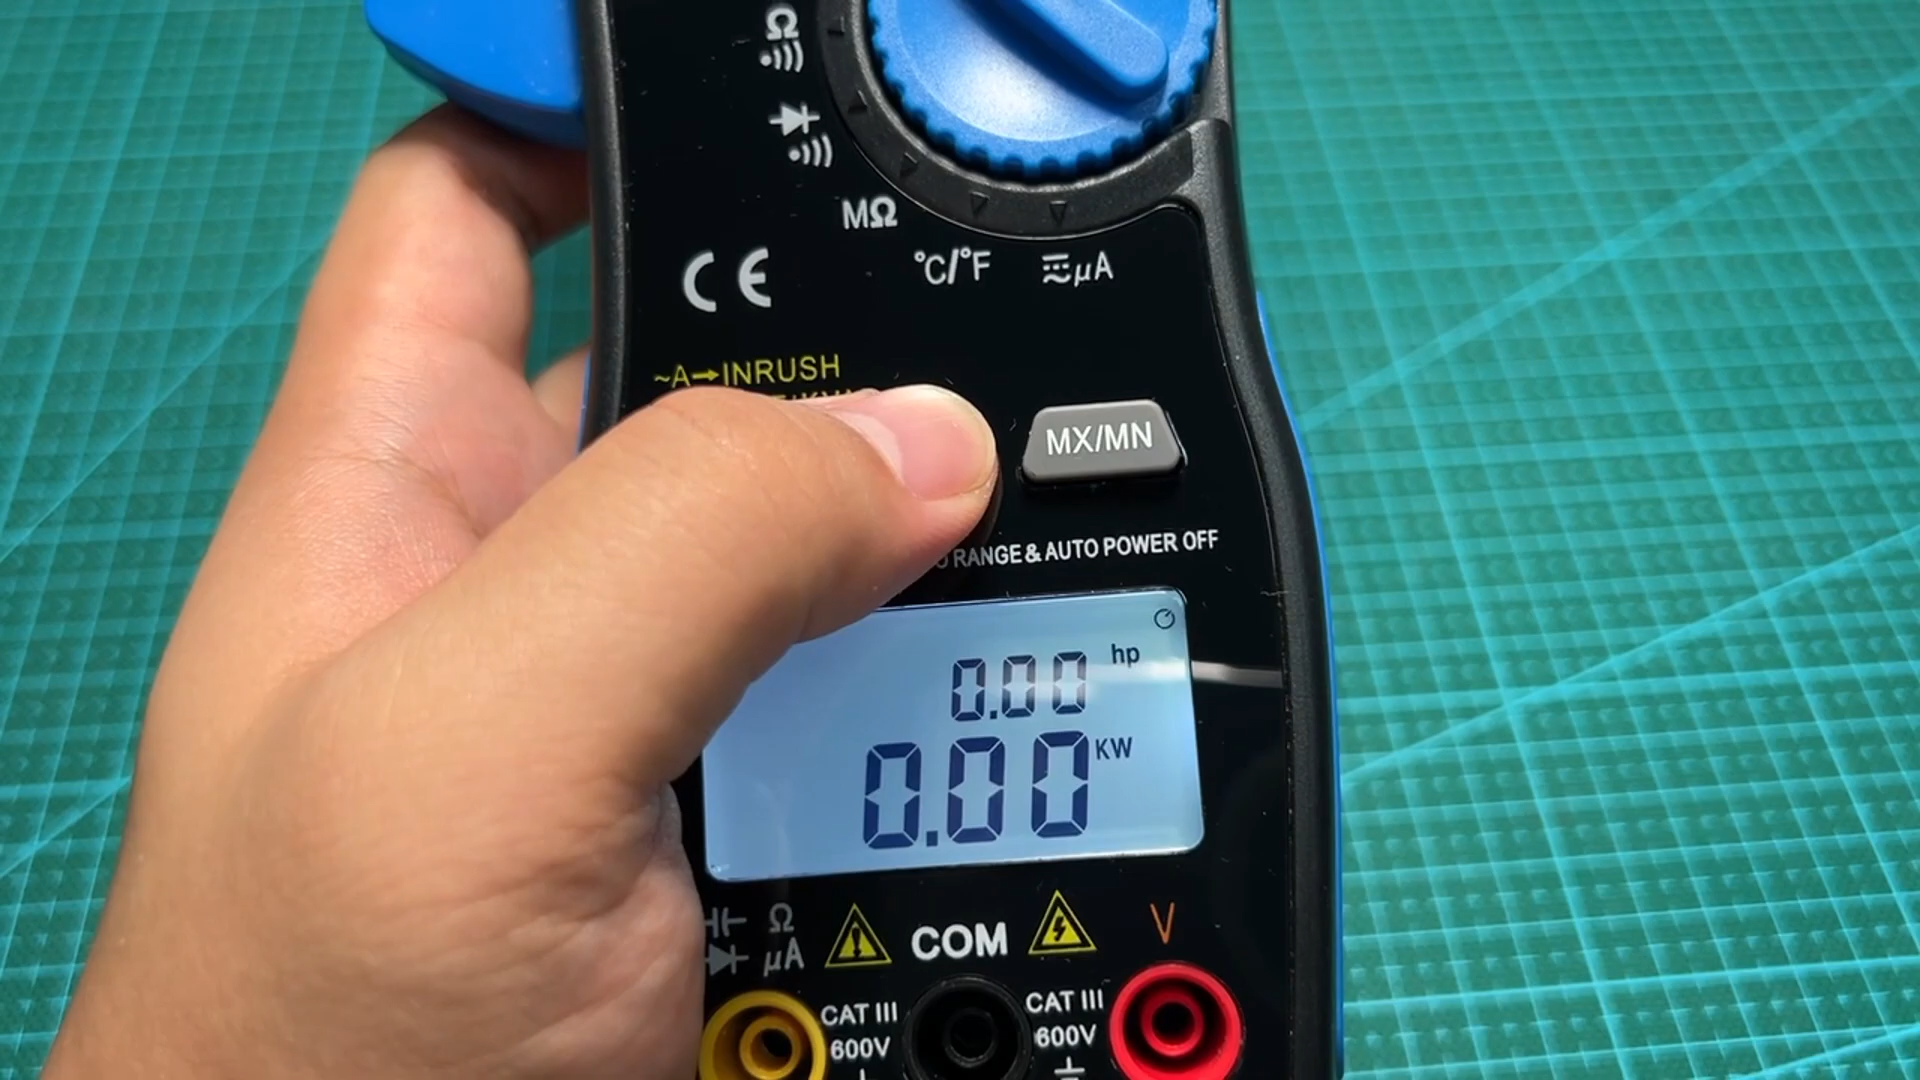 Ω
MΩ
℃/℉
μA
CE
~A→INRUSH
MX/MN
RANGE & AUTO POWER OFF
0.00 hp
0.00 KW
Ω
μA
COM
V
CAT III
600V
CAT III
600V